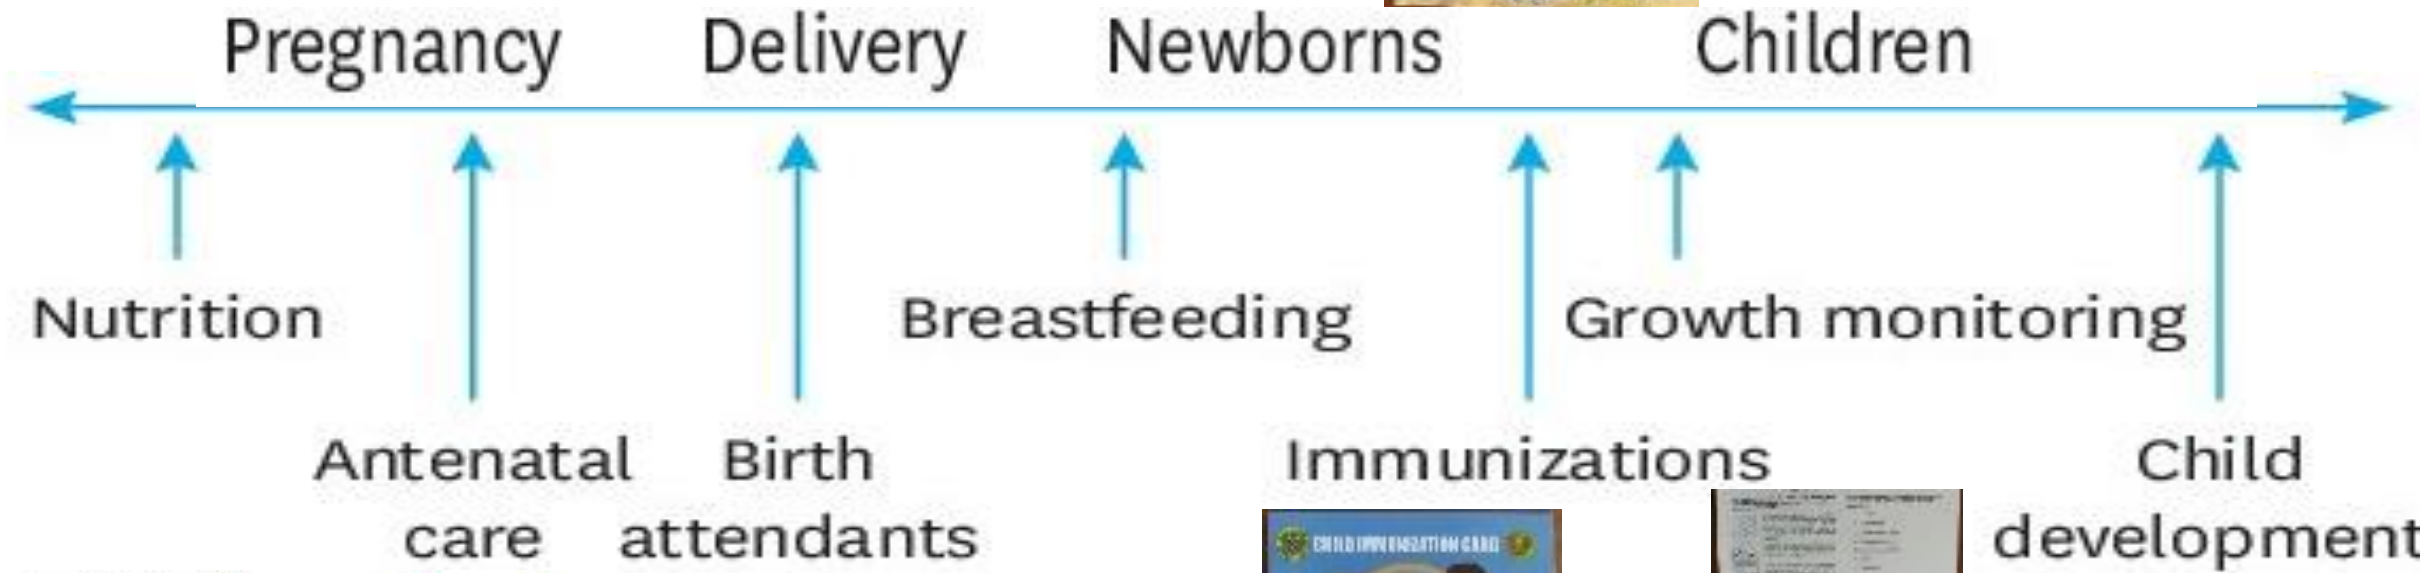 Pregnancy Delivery Newborns Children
Nutrition Breastfeeding Growth monitoring
Antenatal care
Birth attendants
Immunizations
Child development
CHILD IMMUNIZATION CARD